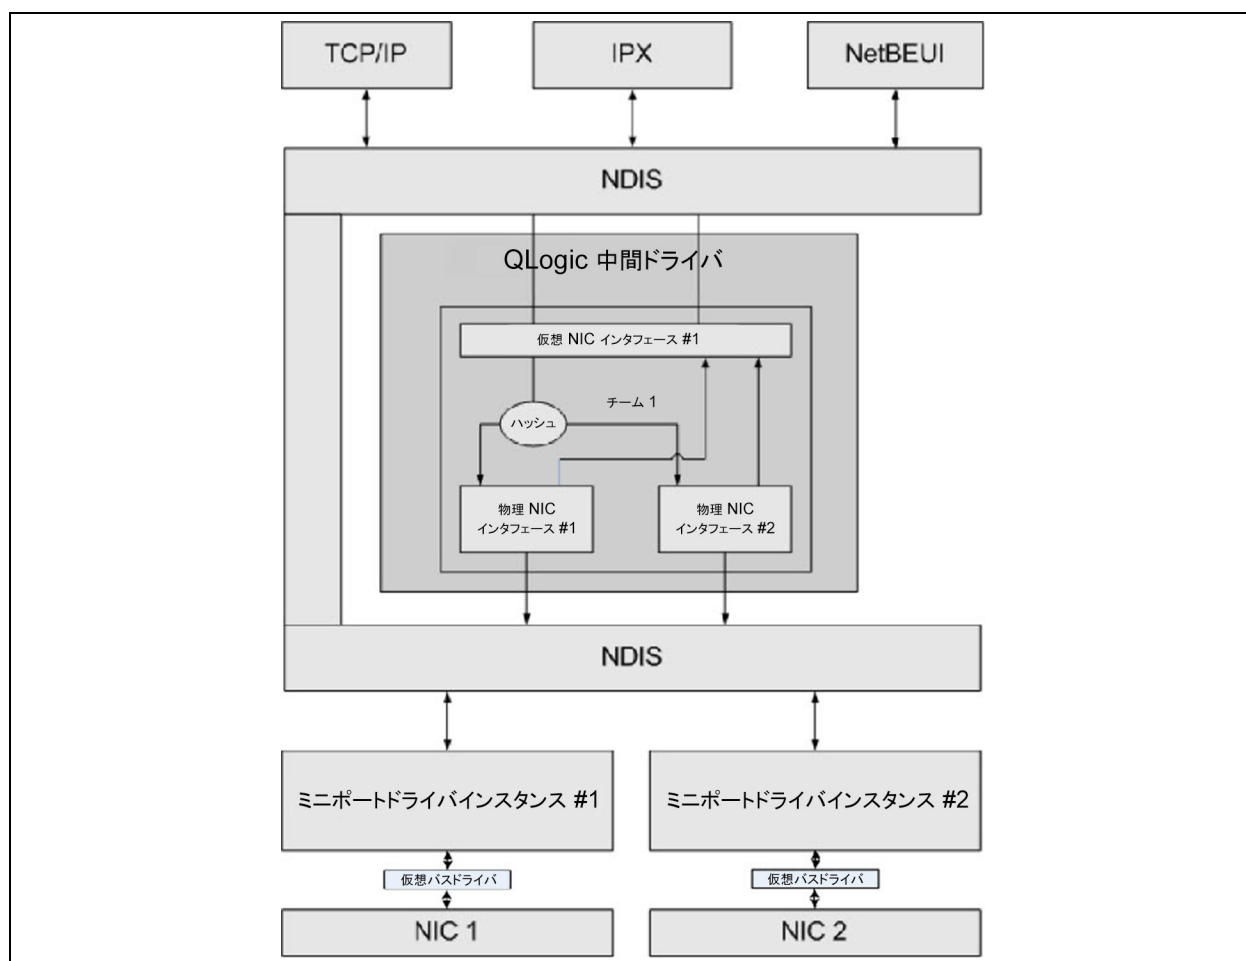 TCP/IP
IPX
NetBEUI
NDIS
QLogic 中間ドライバ
仮想 NIC インタフェース #1
チーム 1
ハッシュ
物理 NIC
インタフェース #1
物理 NIC
インタフェース #2
NDIS
ミニポートドライバインスタンス #1
ミニポートドライバインスタンス #2
仮想バスドライバ
仮想バスドライバ
NIC 1
NIC 2